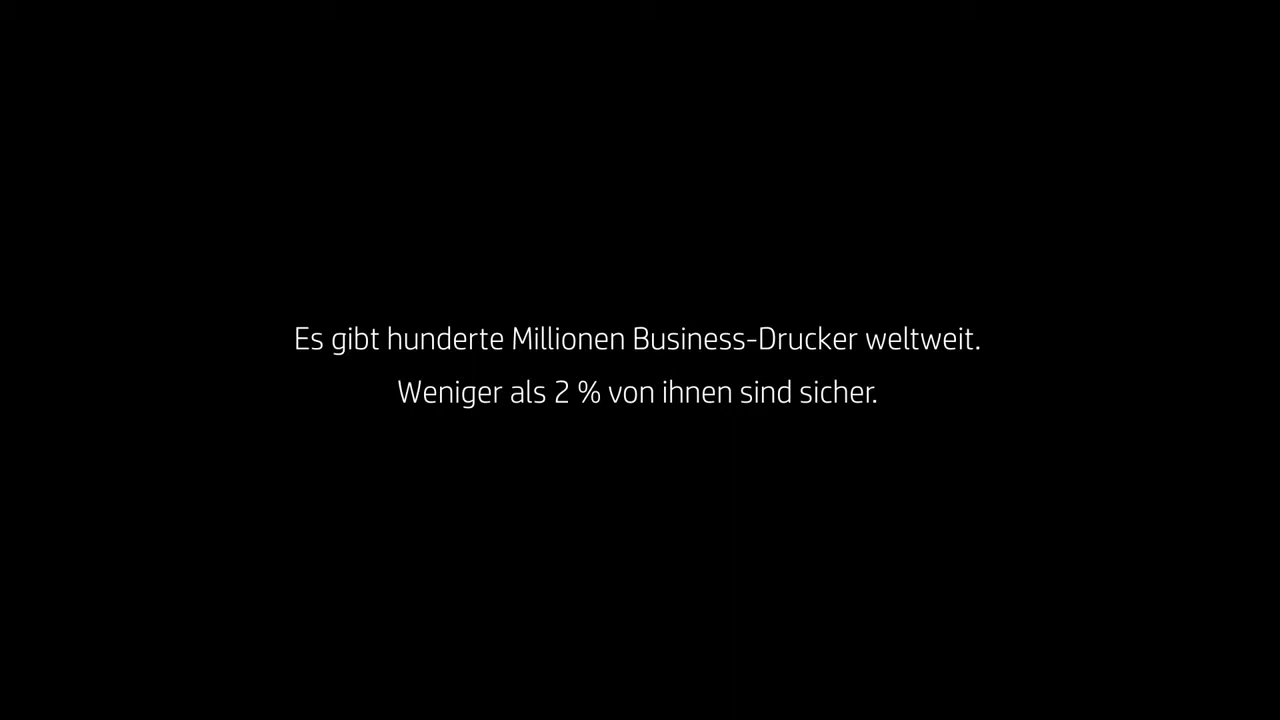 Es gibt hunderte Millionen Business-Drucker weltweit.
Weniger als 2 % von ihnen sind sicher.